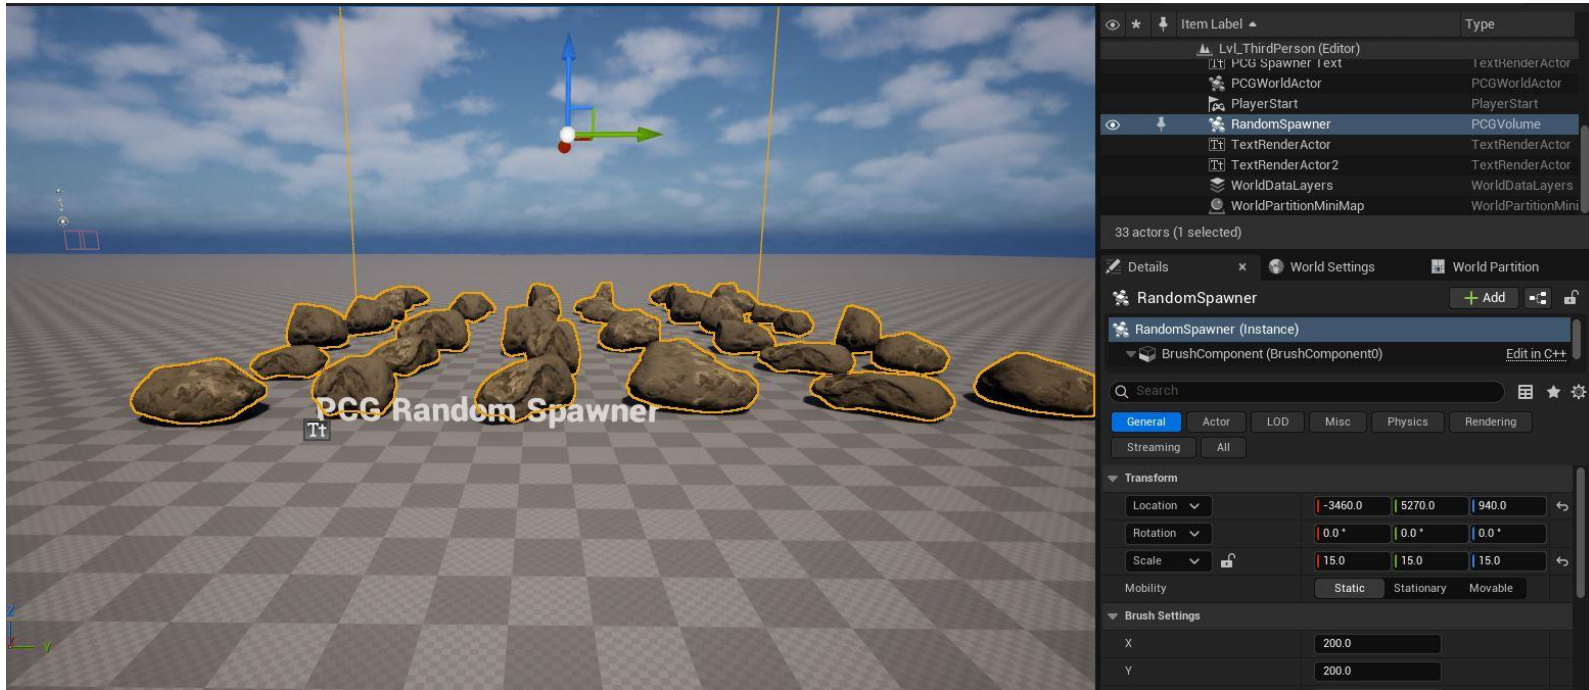 PCG Random Spawner
Tt
Z
Y
Item Label Type
Lvl_ThirdPerson (Editor)
Tt PCG Spawner Text TextRenderActor
PCGWorldActor PCGWorldActor
PlayerStart PlayerStart
RandomSpawner PCGVolume
Tt TextRenderActor TextRenderActor
Tt TextRenderActor2 TextRenderActor
WorldDataLayers WorldDataLayers
WorldPartitionMiniMap WorldPartitionMini
33 actors (1 selected)
Details × World Settings World Partition
RandomSpawner + Add
RandomSpawner (Instance)
BrushComponent (BrushComponent0) Edit in C++
Search
General Actor LOD Misc Physics Rendering
Streaming All
Transform
Location -3460.0 5270.0 940.0
Rotation 0.0 ° 0.0 ° 0.0 °
Scale 15.0 15.0 15.0
Mobility Static Stationary Movable
Brush Settings
X 200.0
Y 200.0